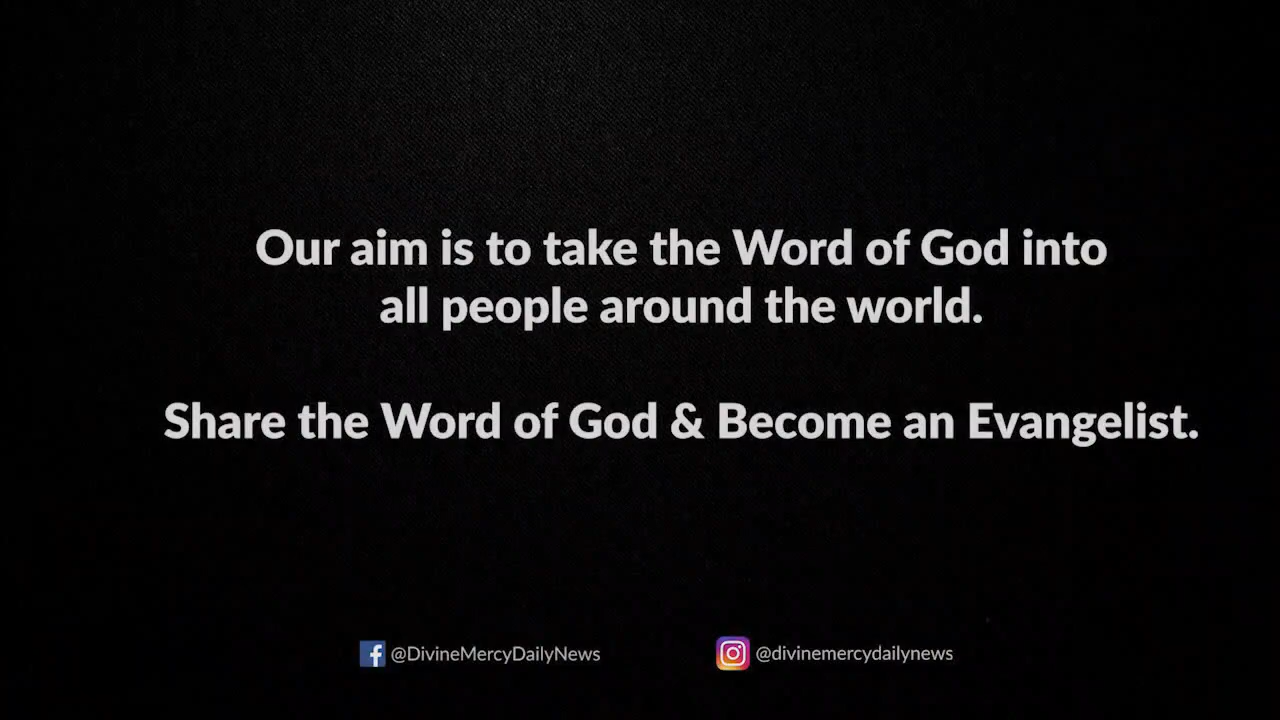 Our aim is to take the Word of God into
all people around the world.
Share the Word of God & Become an Evangelist.
@DivineMercyDailyNews
@divinemercydailynews